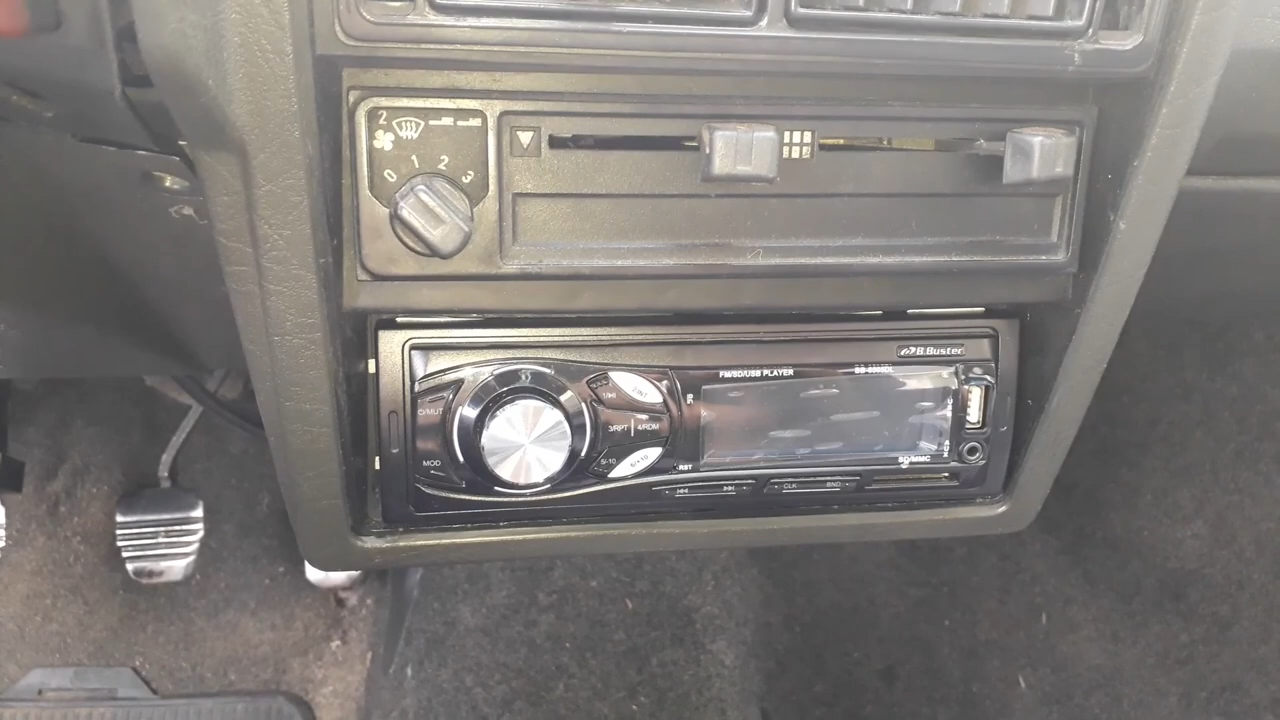 2
0 1 2 3
B.Buster
FM/SD/USB PLAYER
⏻/MUT
1/▶||
2/INT
3/RPT
4/RDM
MOD
5/-10
6/+10
RST
SD/MMC
AUX
CLK
BND